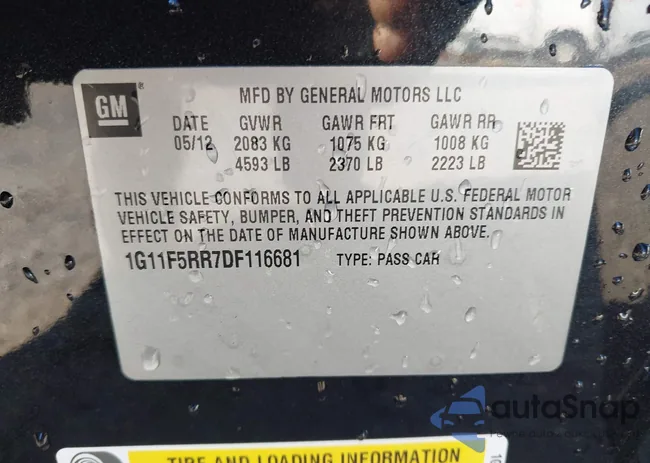 GM
MFD BY GENERAL MOTORS LLC
DATE GVWR GAWR FRT GAWR RR
05/12 2083 KG 1075 KG 1008 KG
4593 LB 2370 LB 2223 LB
THIS VEHICLE CONFORMS TO ALL APPLICABLE U.S. FEDERAL MOTOR
VEHICLE SAFETY, BUMPER, AND THEFT PREVENTION STANDARDS IN
EFFECT ON THE DATE OF MANUFACTURE SHOWN ABOVE.
1G11F5RR7DF116681 TYPE: PASS CAR
autoSnap
TIRE AND LOADING INFORMATION